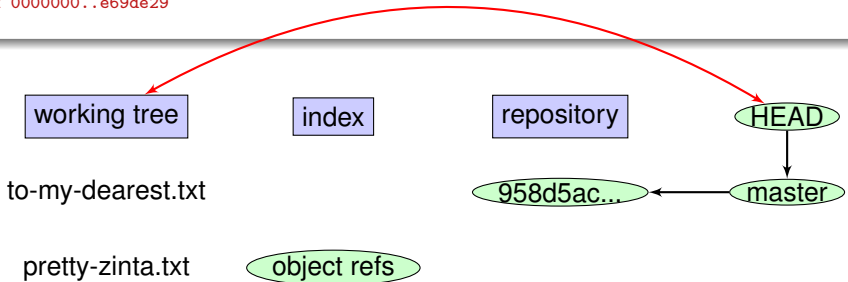 0000000..e69de29
working tree index repository HEAD
to-my-dearest.txt 958d5ac... master
pretty-zinta.txt object refs